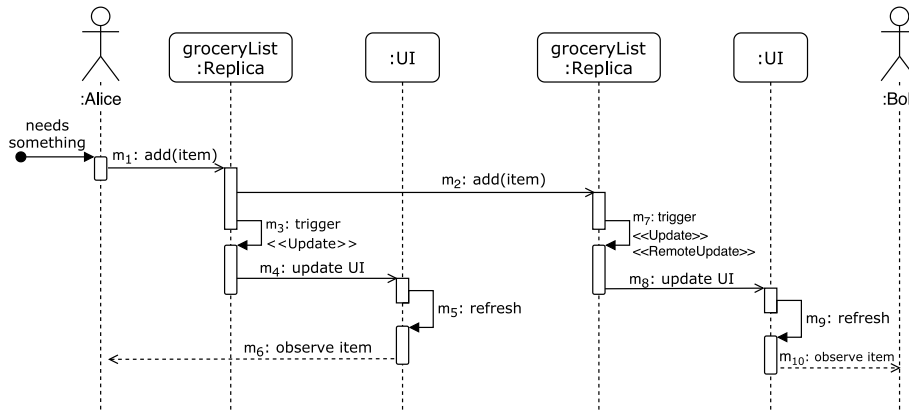 groceryList
:Replica
:UI
groceryList
:Replica
:UI
:Alice
:Bo
needs
something
m1: add(item)
m2: add(item)
m3: trigger
<<Update>>
m7: trigger
<<Update>>
<<RemoteUpdate>>
m4: update UI
m8: update UI
m5: refresh
m9: refresh
m6: observe item
m10: observe item